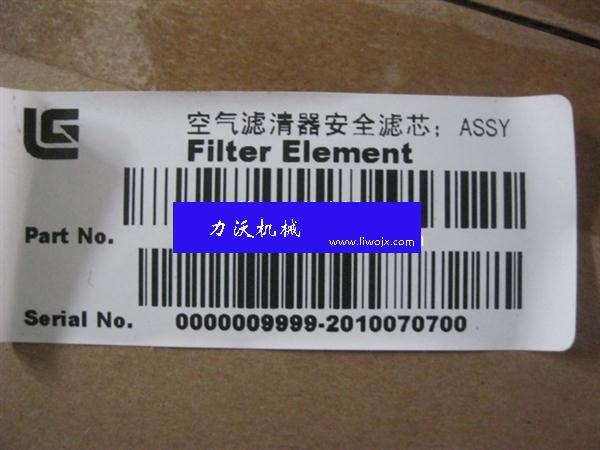 LG
空气滤清器安全滤芯；ASSY
Filter Element
Part No.
力沃机械
www.liwojx.com
Serial No. 0000009999-2010070700